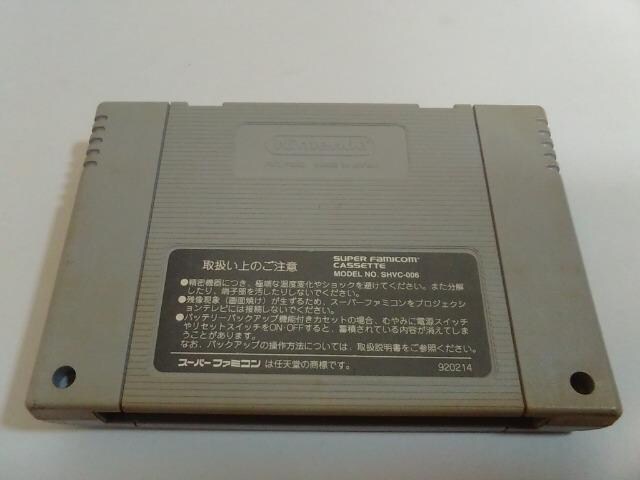 Nintendo
MADE IN JAPAN
取扱い上のご注意
SUPER FAMICOM
CASSETTE
MODEL NO. SHVC-006
●精密機器につき、極端な温度変化やショックを避けてください。また分解
したり、端子部を汚したりしないでください。
●残像現象(画面焼け)が生ずるため、スーパーファミコンをプロジェクシ
ョンテレビには接続しないでください。
●バッテリーバックアップ機能付きカセットの場合、むやみに電源スイッチ
やリセットスイッチをON・OFFすると、蓄積されている内容が消えてしま
うことがあります。
なお、バックアップの操作方法については、取扱説明書をご参照ください。
スーパーファミコン は任天堂の商標です。
920214